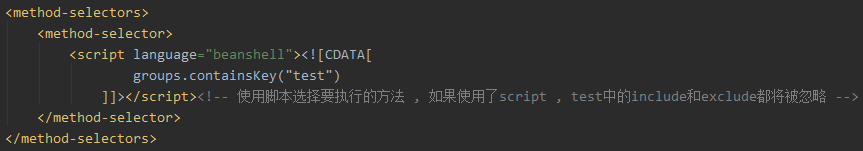 <method-selectors>
    <method-selector>
        <script language="beanshell"><![CDATA[
                groups.containsKey("test")
            ]]></script><!-- 使用脚本选择要执行的方法 , 如果使用了script , test中的include和exclude都将被忽略 -->
    </method-selector>
</method-selectors>